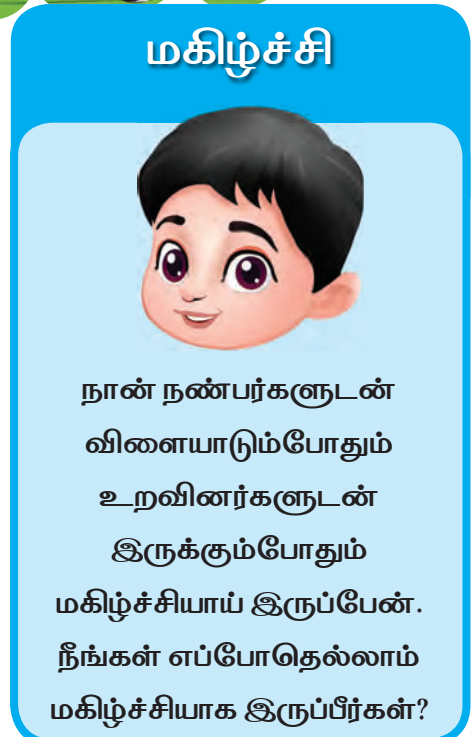 மகிழ்ச்சி
நான் நண்பர்களுடன்
விளையாடும்போதும்
உறவினர்களுடன்
இருக்கும்போதும்
மகிழ்ச்சியாய் இருப்பேன்.
நீங்கள் எப்போதெல்லாம்
மகிழ்ச்சியாக இருப்பீர்கள்?